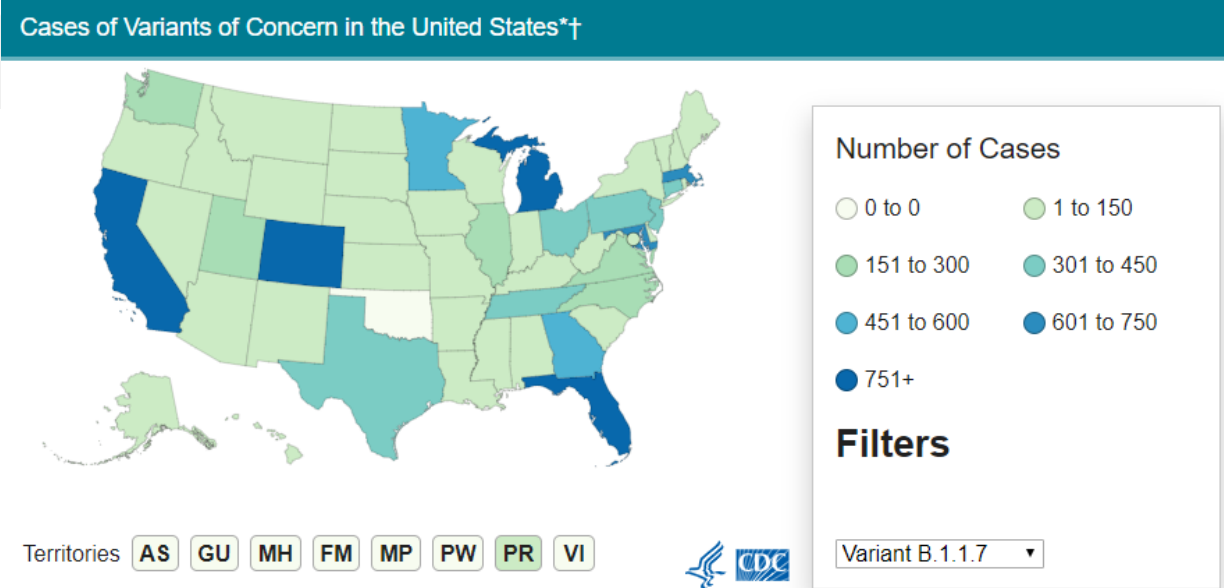 Cases of Variants of Concern in the United States*†
Number of Cases
0 to 0
1 to 150
151 to 300
301 to 450
451 to 600
601 to 750
751+
Filters
Variant B.1.1.7
Territories AS GU MH FM MP PW PR VI
CDC